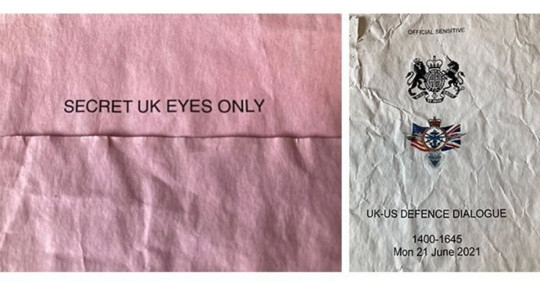 SECRET UK EYES ONLY
OFFICIAL SENSITIVE
UK-US DEFENCE DIALOGUE
1400-1645
Mon 21 June 2021